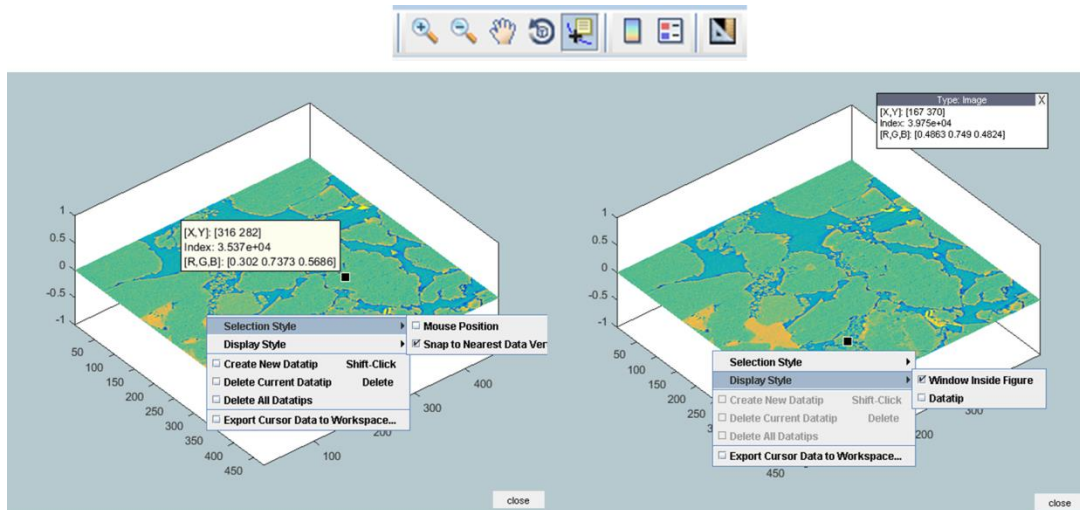 [X,Y]: [316 282]
Index: 3.537e+04
[R,G,B]: [0.302 0.7373 0.5686]
1
0.5
0
-0.5
-1
50
100
150
200
250
300
350
400
450
100
200
300
400
Selection Style
Display Style
Create New Datatip Shift-Click
Delete Current Datatip Delete
Delete All Datatips
Export Cursor Data to Workspace...
Mouse Position
Snap to Nearest Data Ver
close
Type: Image X
[X,Y]: [167 370]
Index: 3.975e+04
[R,G,B]: [0.4863 0.749 0.4824]
1
0.5
0
-0.5
-1
50
100
150
200
250
3
450
200
300
Selection Style
Display Style
Create New Datatip Shift-Click
Delete Current Datatip Delete
Delete All Datatips
Export Cursor Data to Workspace...
Window Inside Figure
Datatip
close